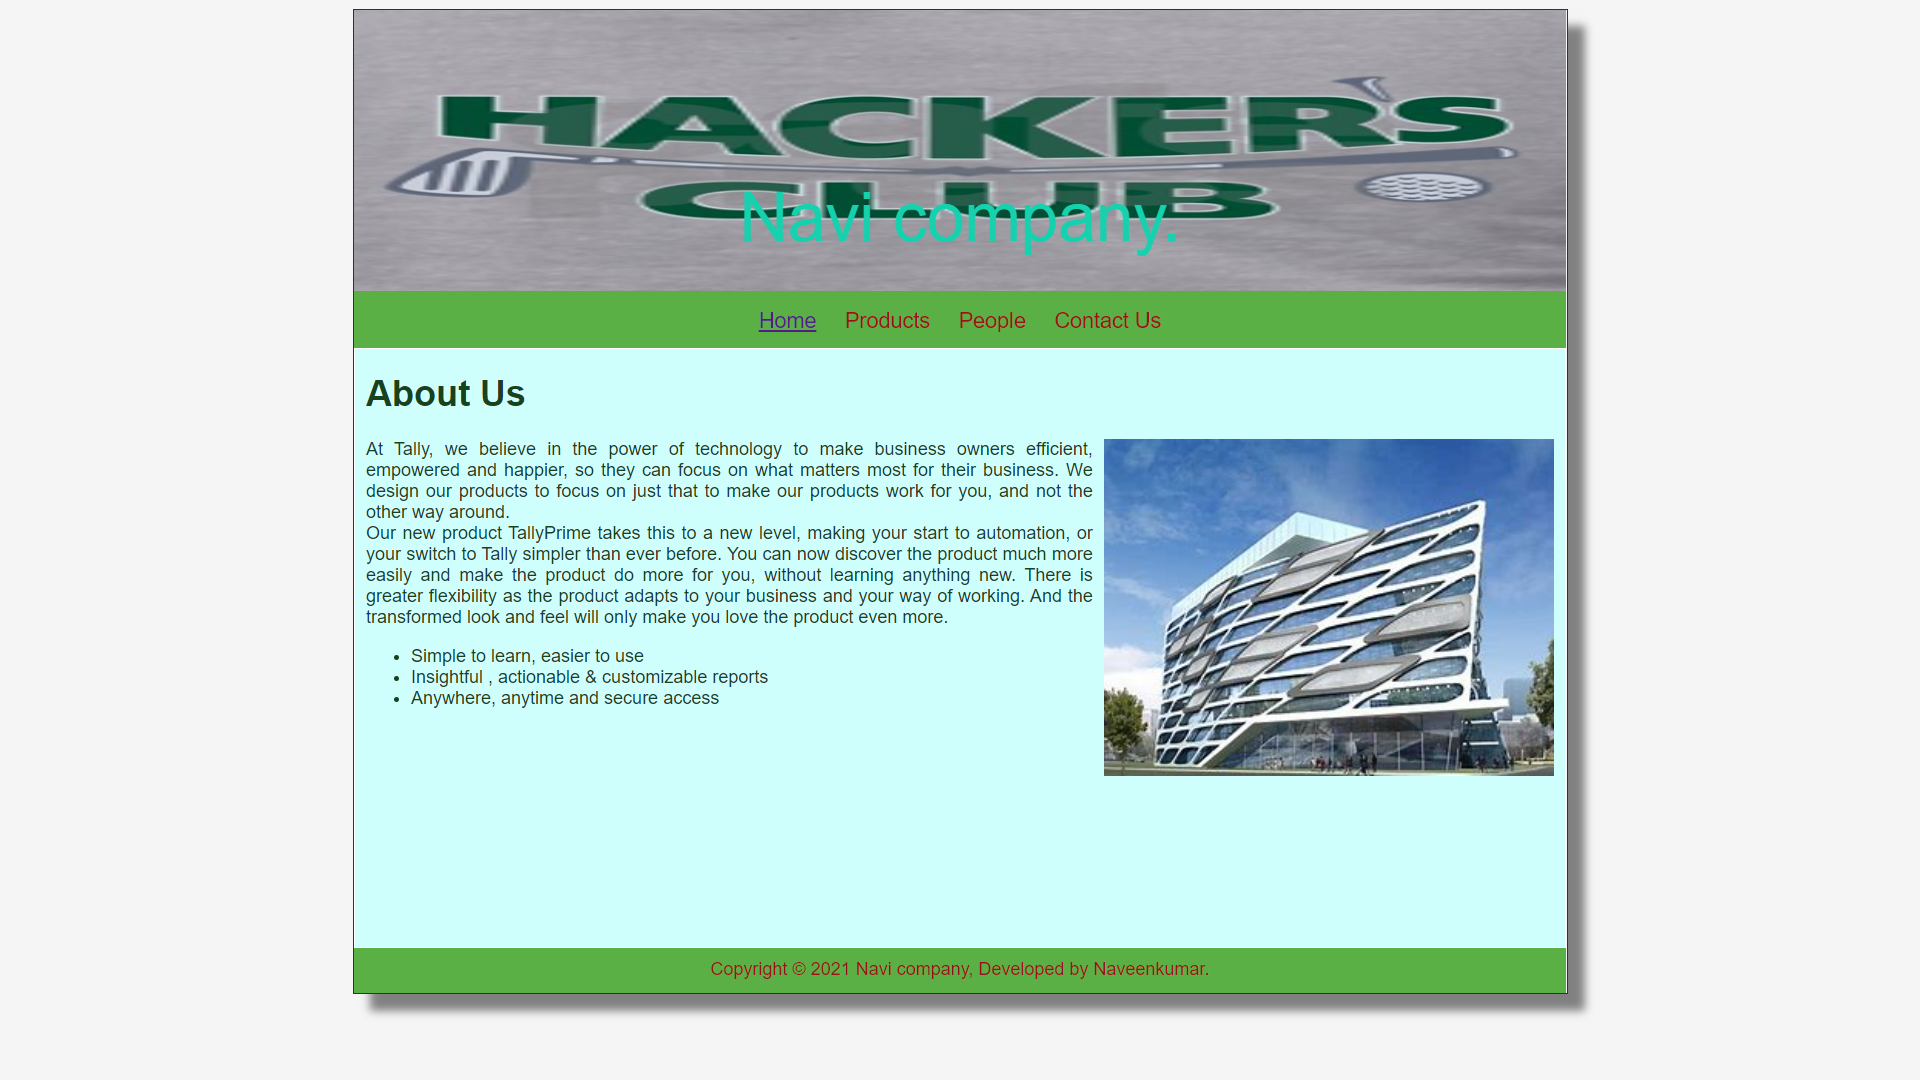 HACKER'S
CLUB
Navi company.
Home Products People Contact Us
About Us
At Tally, we believe in the power of technology to make business owners efficient,
empowered and happier, so they can focus on what matters most for their business. We
design our products to focus on just that to make our products work for you, and not the
other way around.
Our new product TallyPrime takes this to a new level, making your start to automation, or
your switch to Tally simpler than ever before. You can now discover the product much more
easily and make the product do more for you, without learning anything new. There is
greater flexibility as the product adapts to your business and your way of working. And the
transformed look and feel will only make you love the product even more.
• Simple to learn, easier to use
• Insightful , actionable & customizable reports
• Anywhere, anytime and secure access
Copyright © 2021 Navi company, Developed by Naveenkumar.